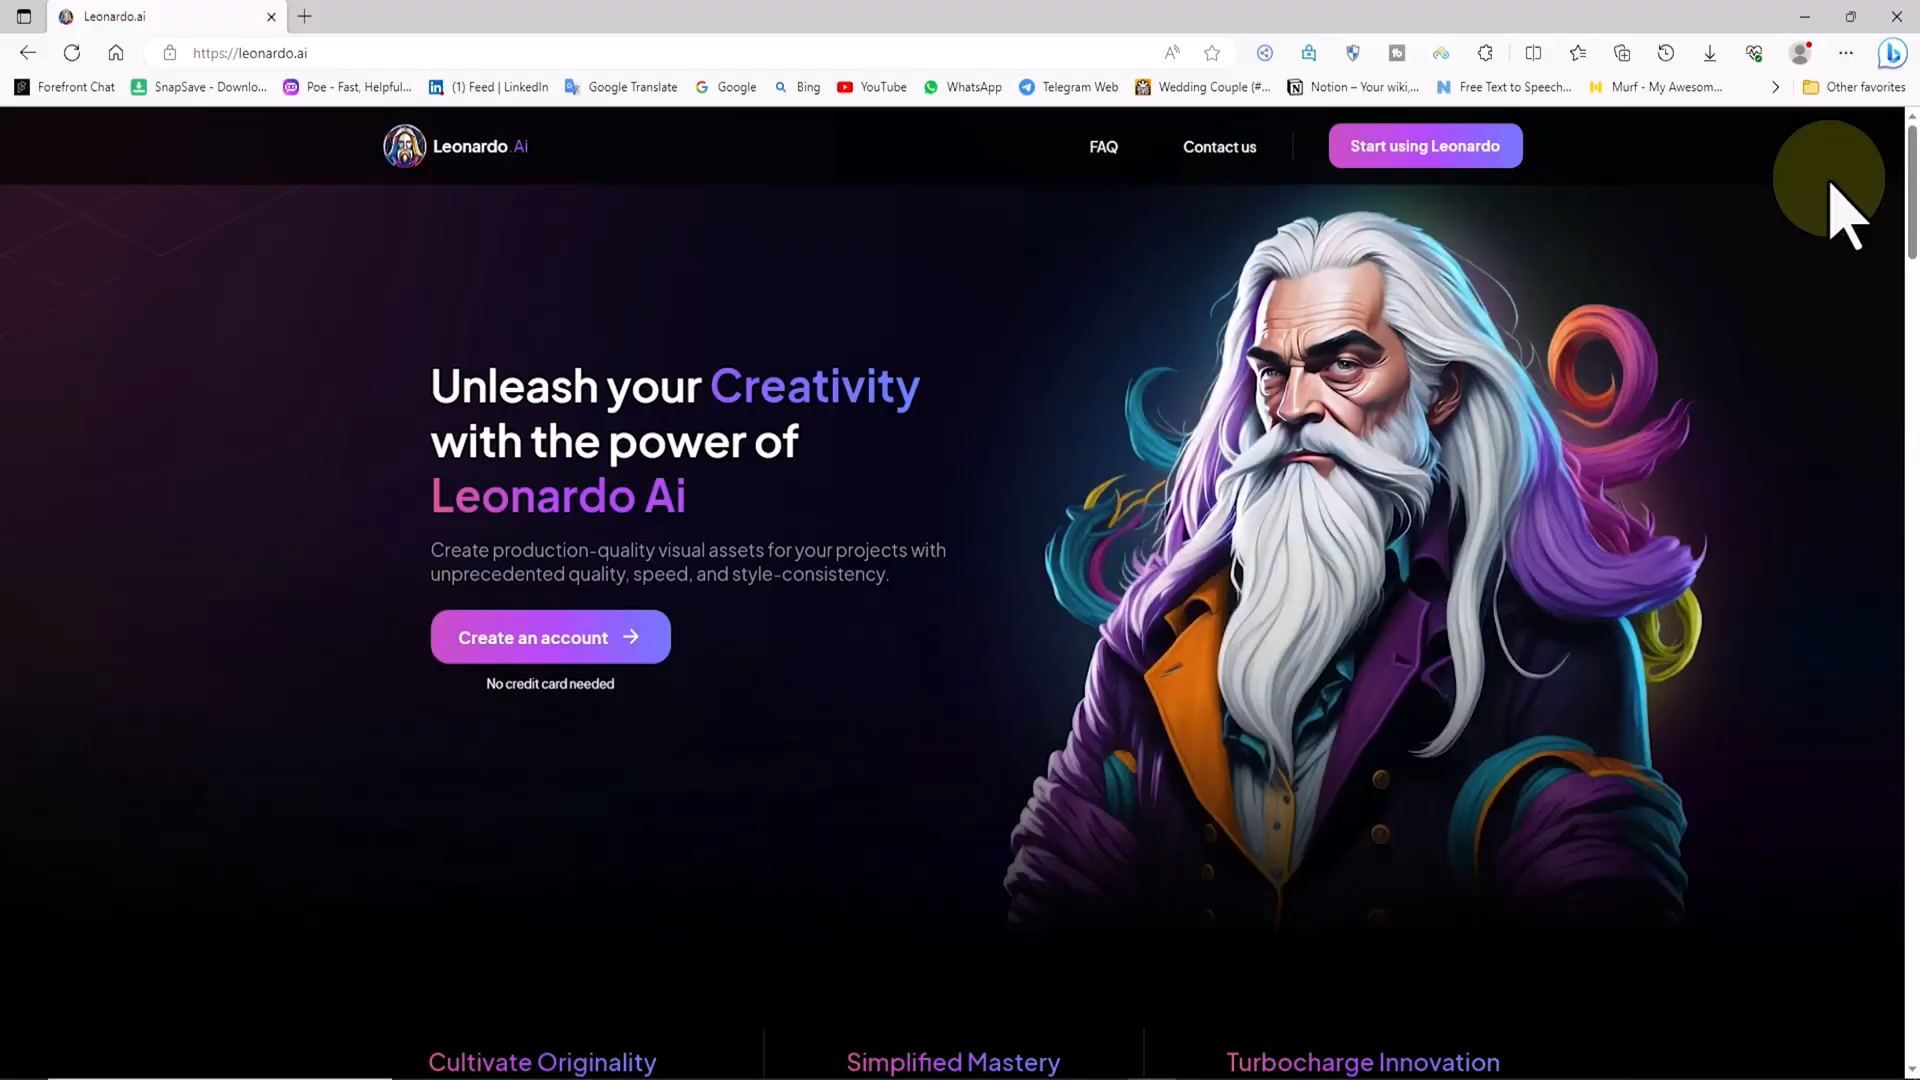 Leonardo.ai
https://leonardo.ai
Forefront Chat
SnapSave - Downlo...
Poe - Fast, Helpful...
(1) Feed | LinkedIn
Google Translate
Google
Bing
YouTube
WhatsApp
Telegram Web
Wedding Couple (#...
Notion – Your wiki,...
Free Text to Speech...
Murf - My Awesom...
Other favorites
Leonardo.Ai
FAQ
Contact us
Start using Leonardo
Unleash your Creativity
with the power of
Leonardo Ai
Create production-quality visual assets for your projects with
unprecedented quality, speed, and style-consistency.
Create an account
No credit card needed
Cultivate Originality
Simplified Mastery
Turbocharge Innovation